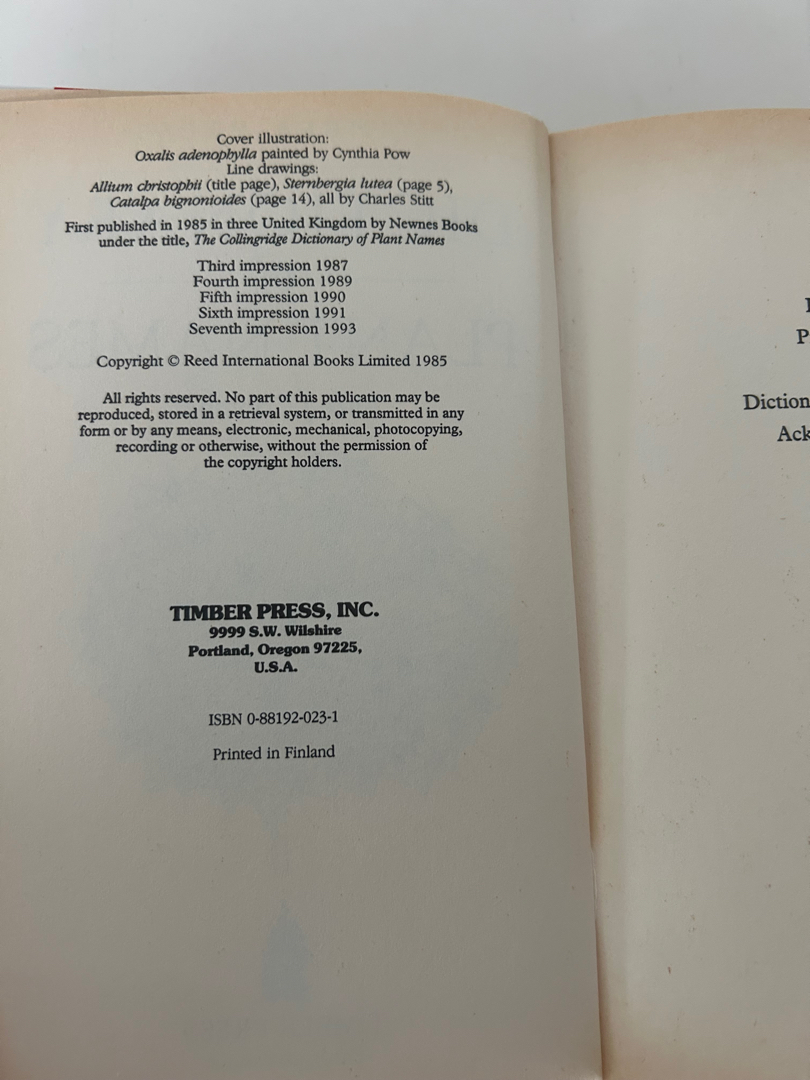 Cover illustration:
Oxalis adenophylla painted by Cynthia Pow
Line drawings:
Allium christophii (title page), Sternbergia lutea (page 5),
Catalpa bignonioides (page 14), all by Charles Stitt
First published in 1985 in three United Kingdom by Newnes Books
under the title, The Collingridge Dictionary of Plant Names
Third impression 1987
Fourth impression 1989
Fifth impression 1990
Sixth impression 1991
Seventh impression 1993
Copyright © Reed International Books Limited 1985
All rights reserved. No part of this publication may be
reproduced, stored in a retrieval system, or transmitted in any
form or by any means, electronic, mechanical, photocopying,
recording or otherwise, without the permission of
the copyright holders.
TIMBER PRESS, INC.
9999 S.W. Wilshire
Portland, Oregon 97225,
U.S.A.
ISBN 0-88192-023-1
Printed in Finland
P
Diction
Ack